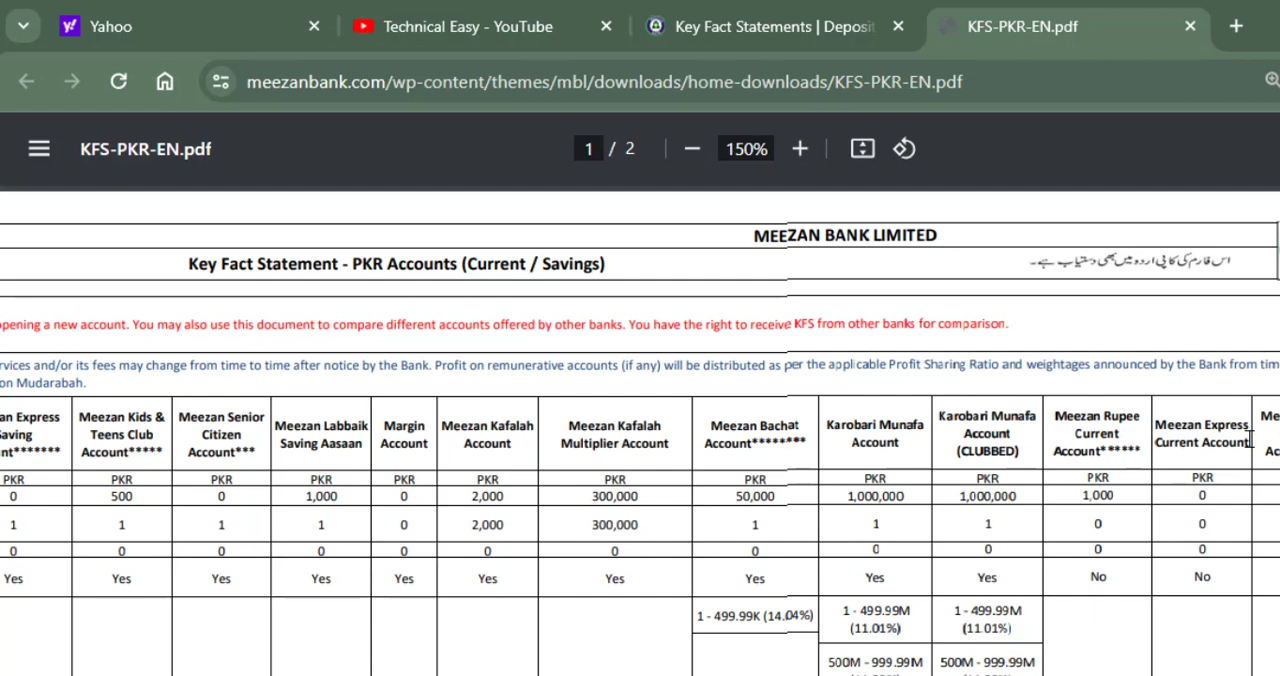 Yahoo
Technical Easy - YouTube
Key Fact Statements | Deposit
KFS-PKR-EN.pdf
meezanbank.com/wp-content/themes/mbl/downloads/home-downloads/KFS-PKR-EN.pdf
KFS-PKR-EN.pdf
1 / 2
150%
MEEZAN BANK LIMITED
Key Fact Statement - PKR Accounts (Current / Savings)
اس فارم کی کاپی اردو میں بھی دستیاب ہے۔
opening a new account. You may also use this document to compare different accounts offered by other banks. You have the right to receive KFS from other banks for comparison.
rvices and/or its fees may change from time to time after notice by the Bank. Profit on remunerative accounts (if any) will be distributed as per the applicable Profit Sharing Ratio and weightages announced by the Bank from tim
on Mudarabah.
an Express Saving nt*******
Meezan Kids & Teens Club Account*****
Meezan Senior Citizen Account***
Meezan Labbaik Saving Aasaan
Margin Account
Meezan Kafalah Account
Meezan Kafalah Multiplier Account
Meezan Bachat Account********
Karobari Munafa Account
Karobari Munafa Account (CLUBBED)
Meezan Rupee Current Account******
Meezan Express Current Account
Me
Ac
PKR PKR PKR PKR PKR PKR PKR PKR PKR PKR PKR PKR
0 500 0 1,000 0 2,000 300,000 50,000 1,000,000 1,000,000 1,000 0
1 1 1 1 0 2,000 300,000 1 1 1 0 0
0 0 0 0 0 0 0 0 0 0 0 0
Yes Yes Yes Yes Yes Yes Yes Yes Yes Yes No No
1 - 499.99K (14.04%)
1 - 499.99M (11.01%)
1 - 499.99M (11.01%)
500M - 999.99M
500M - 999.99M